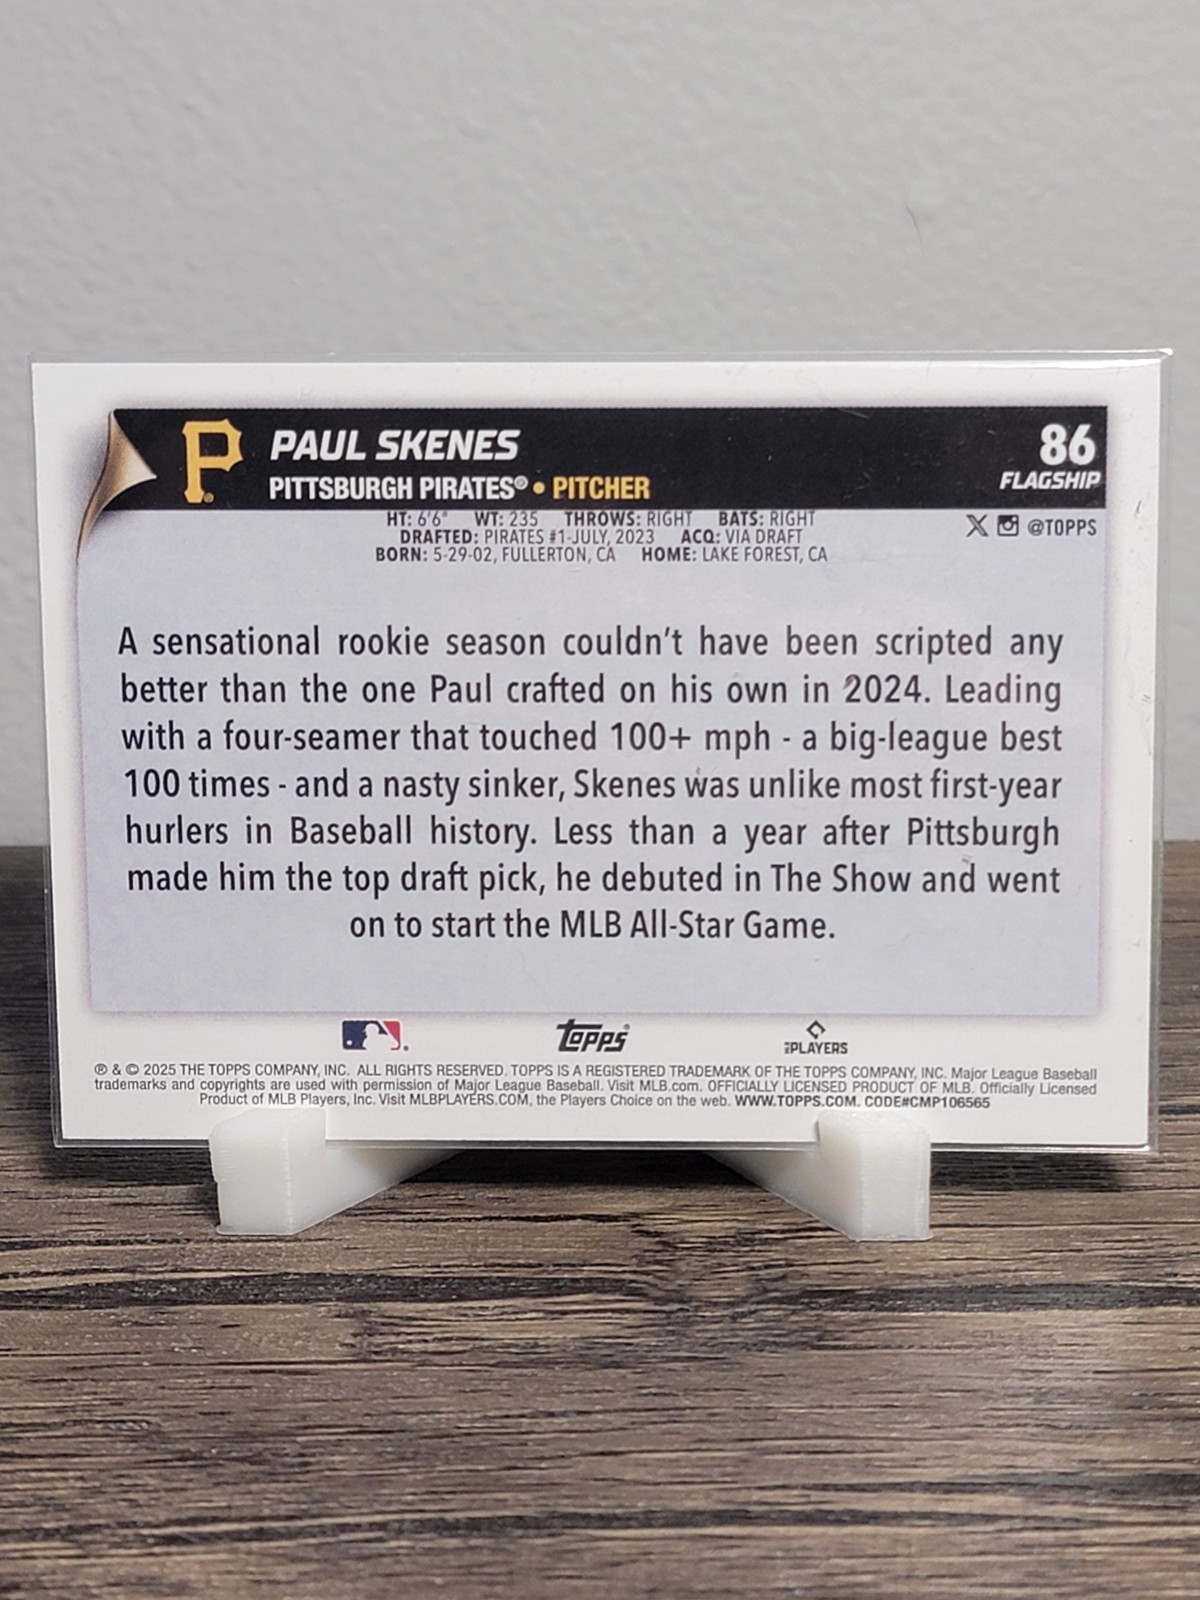 P
PAUL SKENES
86
PITTSBURGH PIRATES® • PITCHER
FLAGSHIP
HT: 6'6" WT: 235 THROWS: RIGHT BATS: RIGHT
@TOPPS
DRAFTED: PIRATES #1-JULY, 2023 ACQ: VIA DRAFT
BORN: 5-29-02, FULLERTON, CA HOME: LAKE FOREST, CA
A sensational rookie season couldn't have been scripted any
better than the one Paul crafted on his own in 2024. Leading
with a four-seamer that touched 100+ mph - a big-league best
100 times - and a nasty sinker, Skenes was unlike most first-year
hurlers in Baseball history. Less than a year after Pittsburgh
made him the top draft pick, he debuted in The Show and went
on to start the MLB All-Star Game.
topps®
MLBPLAYERS
® & © 2025 THE TOPPS COMPANY, INC. ALL RIGHTS RESERVED. TOPPS IS A REGISTERED TRADEMARK OF THE TOPPS COMPANY, INC. Major League Baseball
trademarks and copyrights are used with permission of Major League Baseball. Visit MLB.com. OFFICIALLY LICENSED PRODUCT OF MLB. Officially Licensed
Product of MLB Players, Inc. Visit MLBPLAYERS.COM, the Players Choice on the web. WWW.TOPPS.COM. CODE#CMP106565